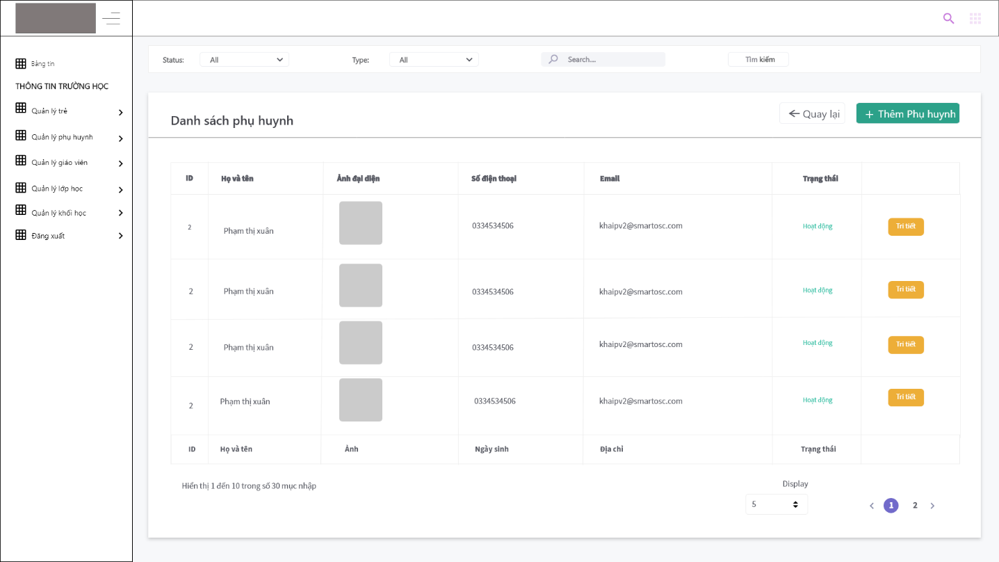 Bảng tin
THÔNG TIN TRƯỜNG HỌC
Quản lý trẻ
Quản lý phụ huynh
Quản lý giáo viên
Quản lý lớp học
Quản lý khối học
Đăng xuất
Status: All Type: All Search.... Tìm kiếm
Danh sách phụ huynh Quay lại + Thêm Phụ huynh
ID Họ và tên Ảnh đại diện Số điện thoại Email Trạng thái
2 Phạm thị xuân 0334534506 khaipv2@smartosc.com Hoạt động Tri tiết
2 Phạm thị xuân 0334534506 khaipv2@smartosc.com Hoạt động Tri tiết
2 Phạm thị xuân 0334534506 khaipv2@smartosc.com Hoạt động Tri tiết
2 Phạm thị xuân 0334534506 khaipv2@smartosc.com Hoạt động Tri tiết
ID Họ và tên Ảnh Ngày sinh Địa chỉ Trạng thái
Hiển thị 1 đến 10 trong số 30 mục nhập
Display
5
1 2